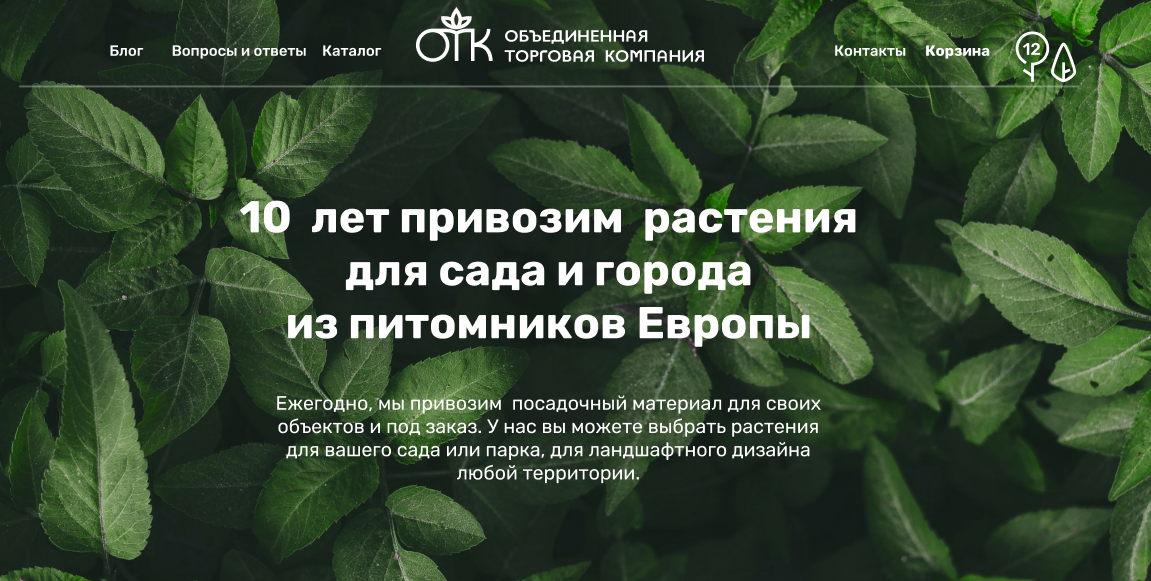 Блог Вопросы и ответы Каталог ОТК ОБЪЕДИНЕННАЯ ТОРГОВАЯ КОМПАНИЯ Контакты Корзина 12
10 лет привозим растения
для сада и города
из питомников Европы
Ежегодно, мы привозим посадочный материал для своих
объектов и под заказ. У нас вы можете выбрать растения
для вашего сада или парка, для ландшафтного дизайна
любой территории.